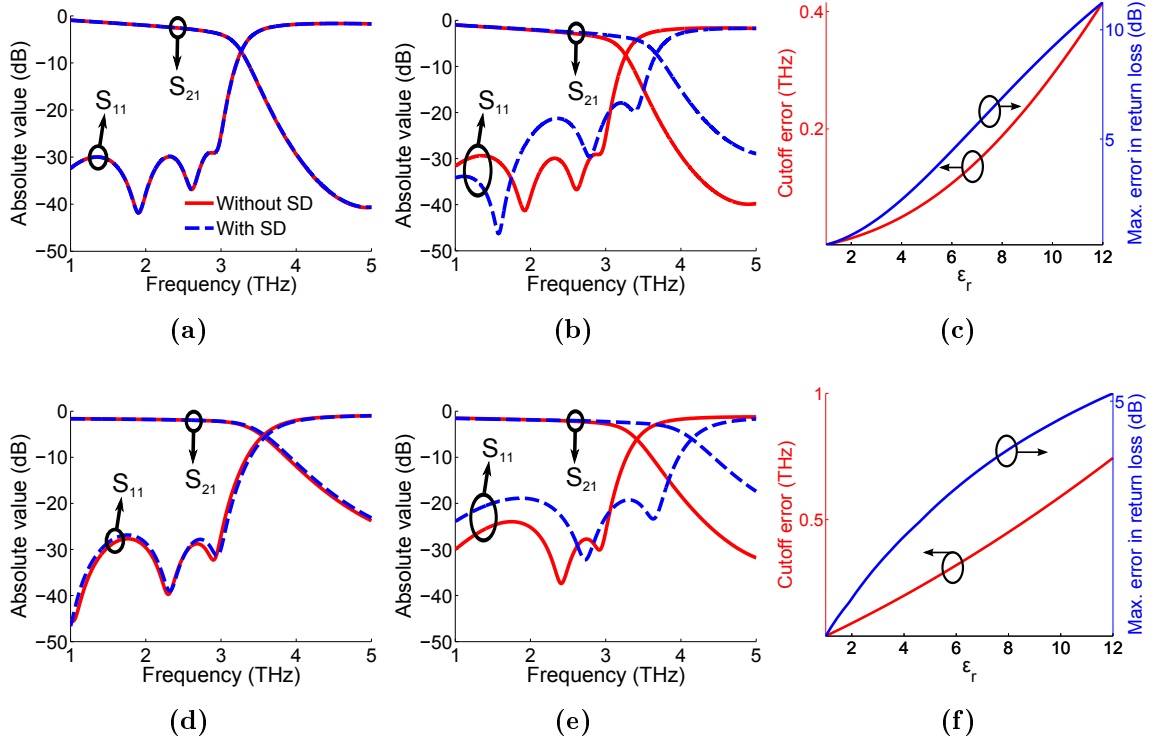 Absolute value (dB)
0
−10
−20
−30
−40
−50
S11
S21
Without SD
With SD
1
2
3
4
5
Frequency (THz)
(a)
Absolute value (dB)
0
−10
−20
−30
−40
−50
S11
S21
1
2
3
4
5
Frequency (THz)
(b)
Cutoff error (THz)
0.4
0.2
Max. error in return loss (dB)
10
5
2
4
6
8
10
12
εr
(c)
Absolute value (dB)
0
−10
−20
−30
−40
−50
S11
S21
1
2
3
4
5
Frequency (THz)
(d)
Absolute value (dB)
0
−10
−20
−30
−40
−50
S11
S21
1
2
3
4
5
Frequency (THz)
(e)
Cutoff error (THz)
1
0.5
Max. error in return loss (dB)
5
2
4
6
8
10
12
εr
(f)